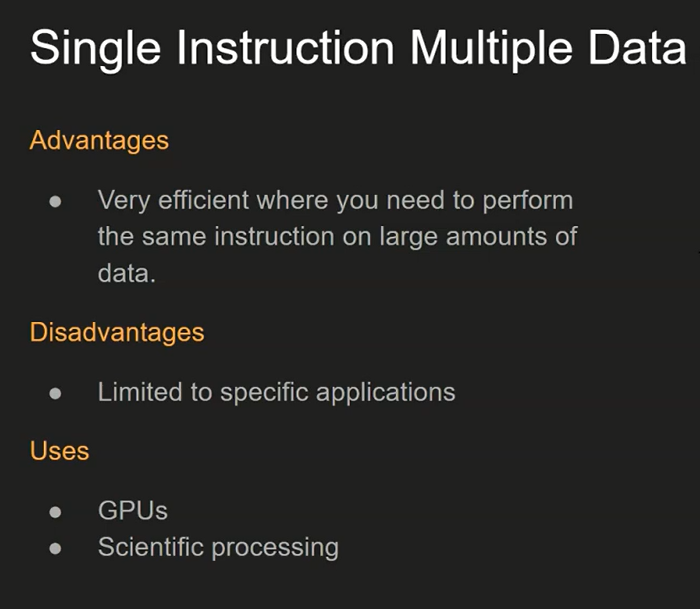 Single Instruction Multiple Data
Advantages
● Very efficient where you need to perform
the same instruction on large amounts of
data.
Disadvantages
● Limited to specific applications
Uses
● GPUs
● Scientific processing